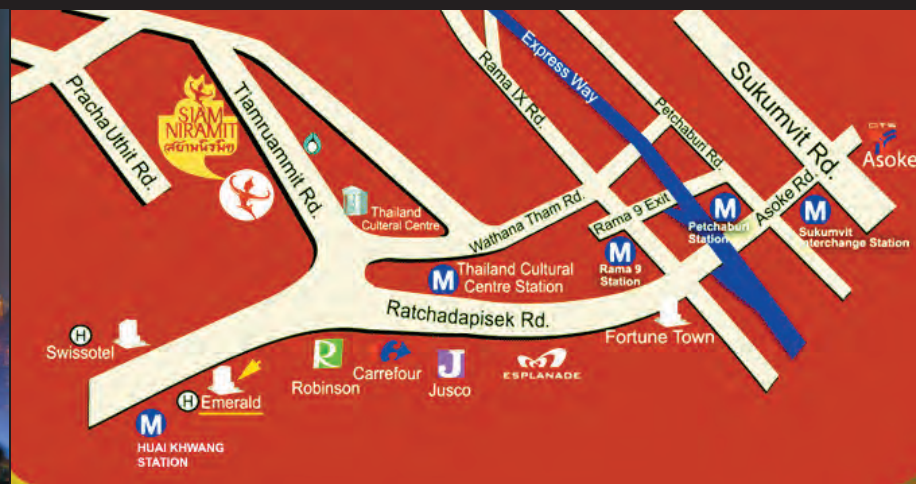 Express Way
Rama IX Rd.
Petchaburi Rd.
Sukumvit Rd.
Pracha Uthit Rd.
SIAM
NIRAMIT
สยามนิรมิต
Tiamruammit Rd.
BTS
Asoke
Asoke Rd.
Thailand
Culteral Centre
Wathana Tham Rd.
Rama 9 Exit
M
Petchaburi
Station
M
Sukumvit
nterchange Station
M
Rama 9
Station
M
Thailand Cultural
Centre Station
Ratchadapisek Rd.
Fortune Town
H
Swissotel
R
Robinson
Carrefour
J
Jusco
ESPLANADE
H
Emerald
M
HUAI KHWANG
STATION